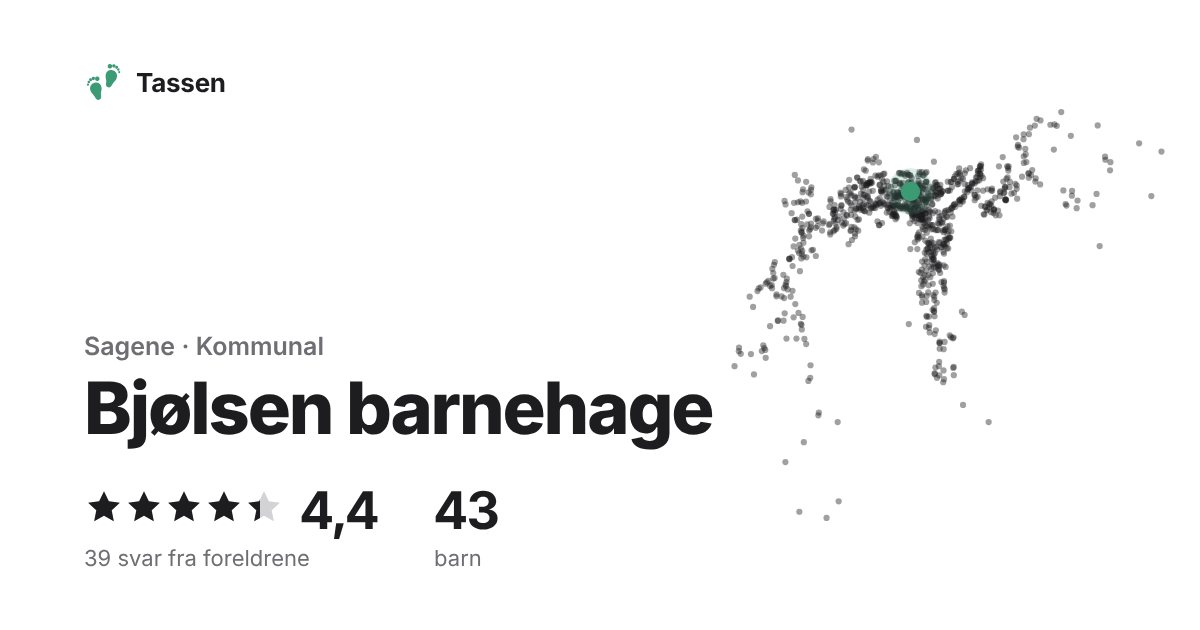 Tassen
Sagene · Kommunal
Bjølsen barnehage
4,4 43
39 svar fra foreldrene barn